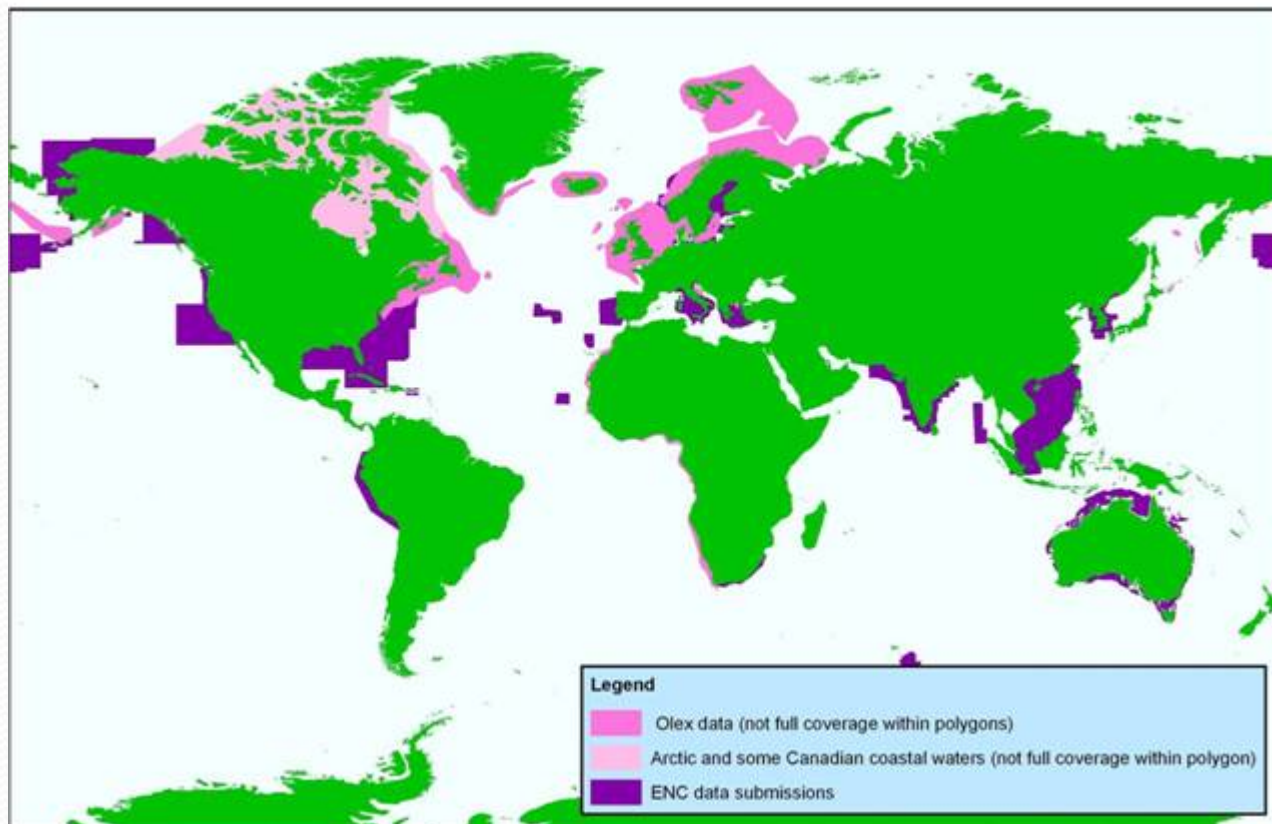 Legend
Olex data (not full coverage within polygons)
Arctic and some Canadian coastal waters (not full coverage within polygon)
ENC data submissions